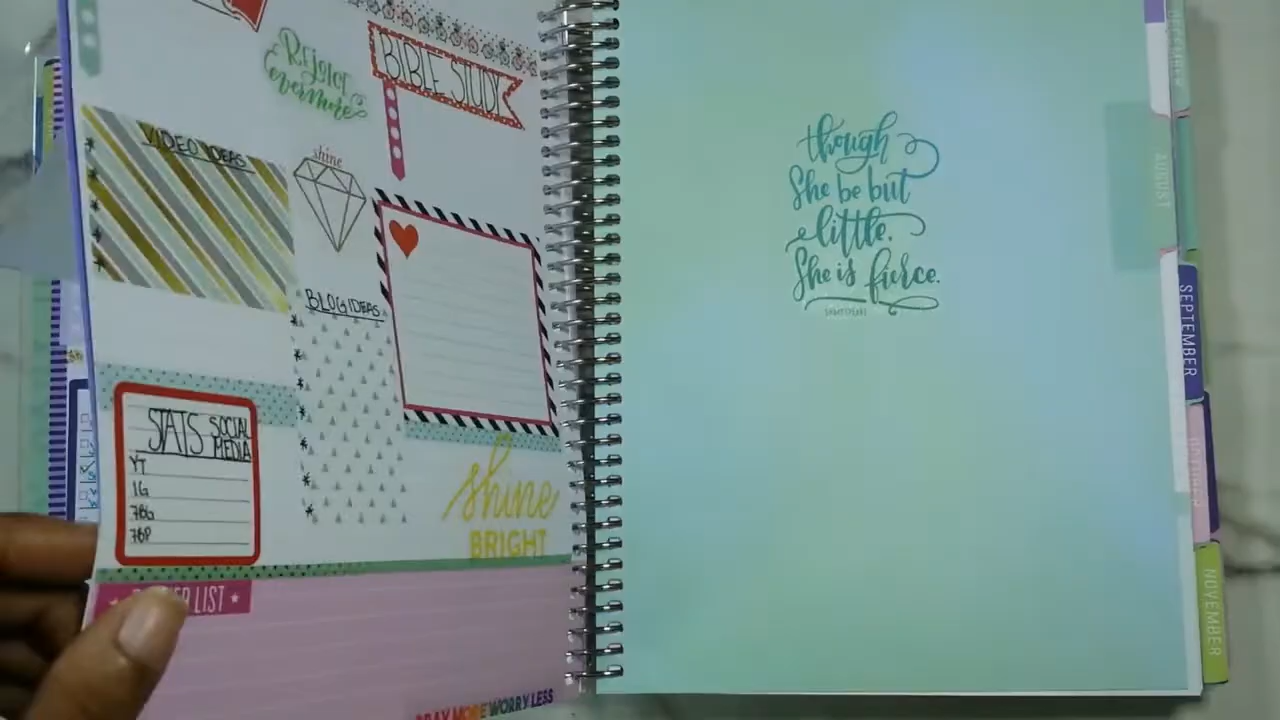 Rejoice
evermore
BIBLE STUDY
VIDEO IDEAS
shine
BLOG IDEAS
STATS SOCIAL
MEDIA
YT
IG
shine
BRIGHT
LIST
PRAY MORE WORRY LESS
though
She be but
little.
She is fierce.
AUGUST
SEPTEMBER
OCTOBER
NOVEMBER